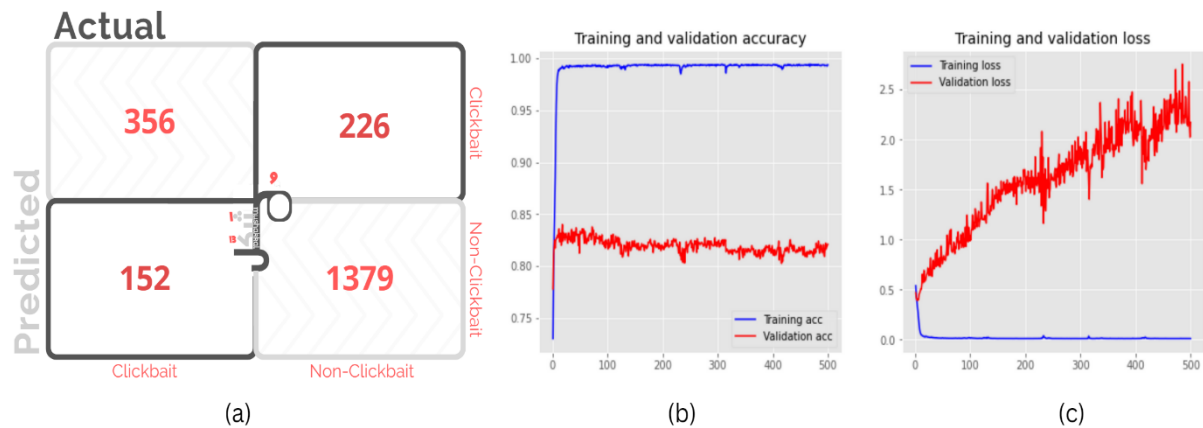 Actual
Predicted
356
226
152
1379
9
1
13
Clickbait
Non-Clickbait
Clickbait
Non-Clickbait
(a)
Training and validation accuracy
1.00
0.95
0.90
0.85
0.80
0.75
0
100
200
300
400
500
Training acc
Validation acc
(b)
Training and validation loss
Training loss
Validation loss
2.5
2.0
1.5
1.0
0.5
0.0
0
100
200
300
400
500
(c)